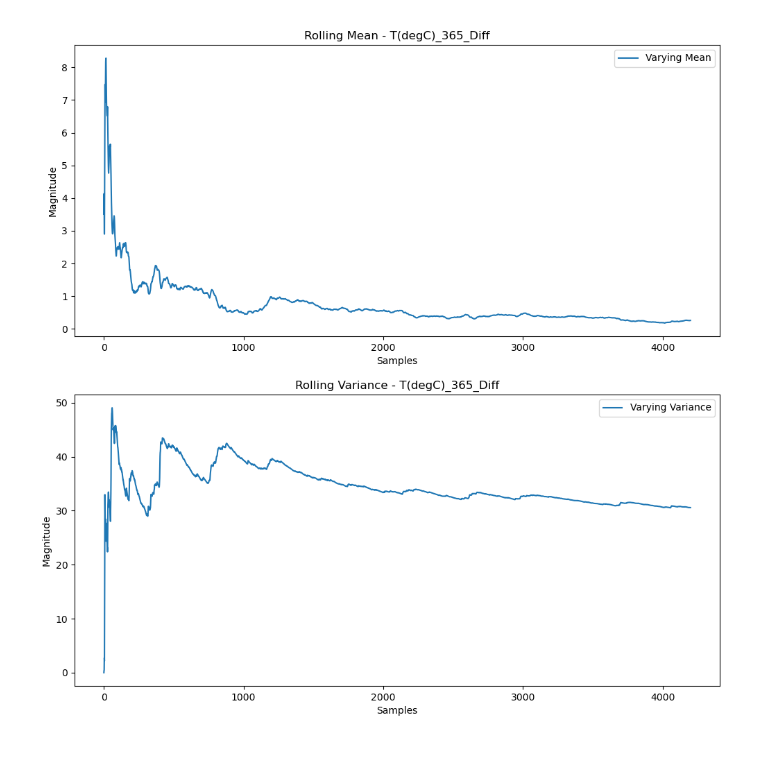 Rolling Mean - T(degC)_365_Diff
Varying Mean
8
7
6
5
4
3
2
1
0
Magnitude
0 1000 2000 3000 4000
Samples
Rolling Variance - T(degC)_365_Diff
Varying Variance
50
40
30
20
10
0
Magnitude
0 1000 2000 3000 4000
Samples